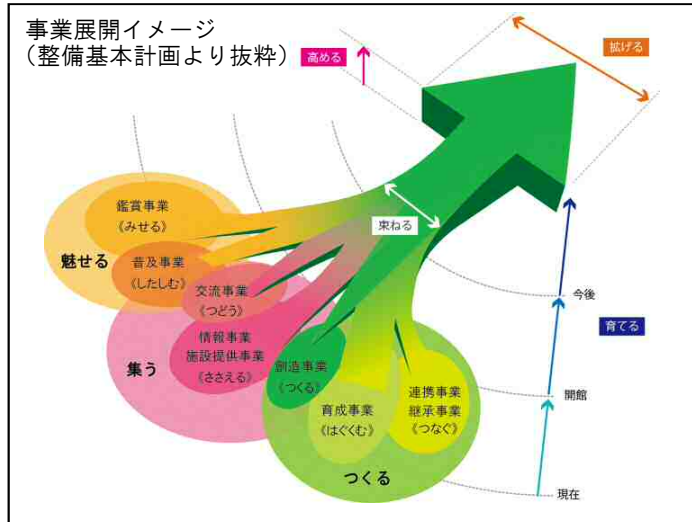 事業展開イメージ
（整備基本計画より抜粋）
高める
拡げる
束ねる
鑑賞事業
《みせる》
魅せる
普及事業
《したしむ》
交流事業
《つどう》
情報事業
施設提供事業
《ささえる》
集う
創造事業
《つくる》
育成事業
《はぐくむ》
連携事業
継承事業
《つなぐ》
つくる
今後
育てる
開館
現在